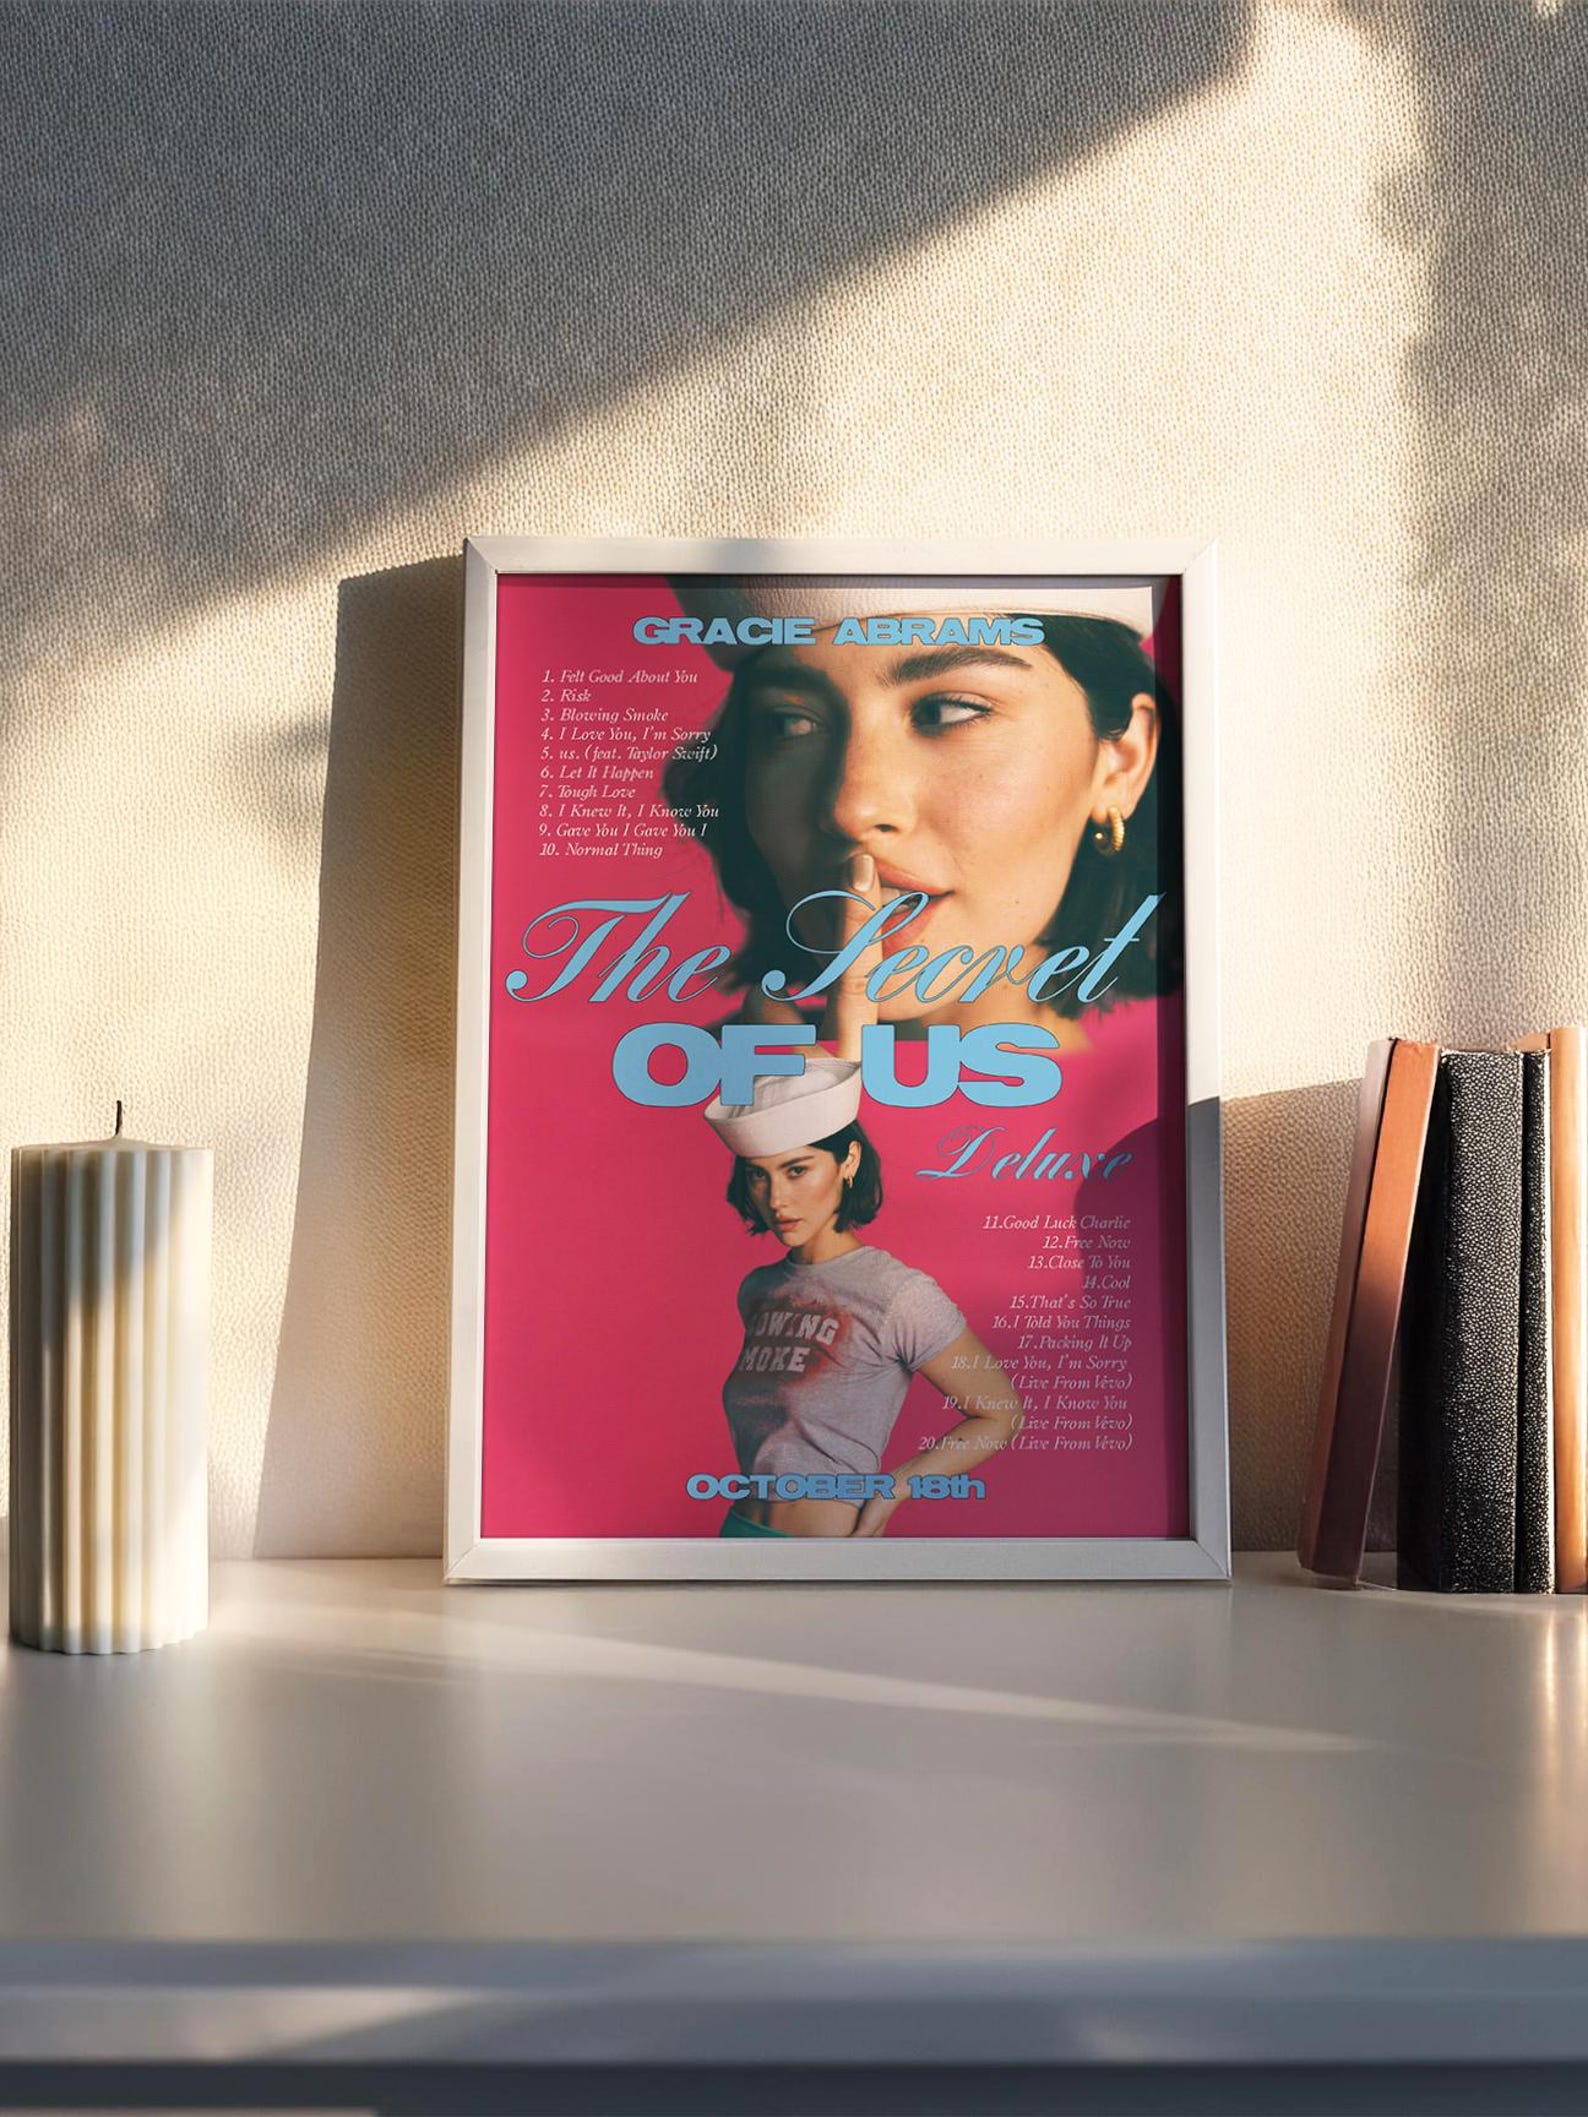 GRACIE ABRAMS
1. Felt Good About You
2. Risk
3. Blowing Smoke
4. I Love You, I'm Sorry
5. us. (feat. Taylor Swift)
6. Let It Happen
7. Tough Love
8. I Knew It, I Know You
9. Gave You I Gave You I
10. Normal Thing
The Secret
OF US
Deluxe
11.Good Luck Charlie
12.Free Now
13.Close To You
14.Cool
15.That's So True
16.I Told You Things
17.Packing It Up
18.I Love You, I'm Sorry
(Live From Vevo)
19.I Knew It, I Know You
(Live From Vevo)
20.Free Now (Live From Vevo)
OWING
MOKE
OCTOBER 18th